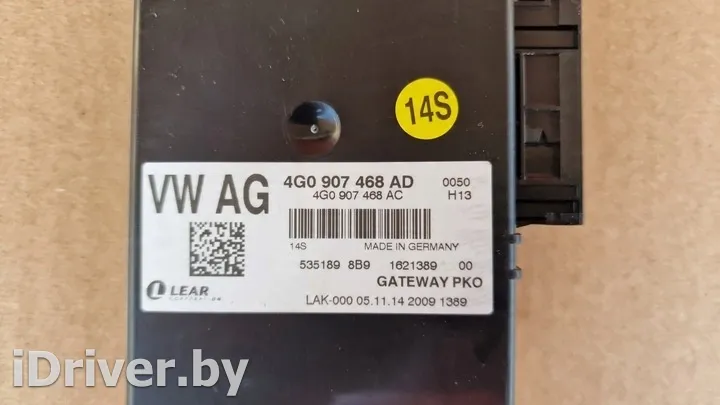 14S
VW AG
4G0 907 468 AD 0050
4G0 907 468 AC H13
14S MADE IN GERMANY
535189 8B9 1621389 00
GATEWAY PKO
LEAR
CORPORATION
LAK-000 05.11.14 2009 1389
iDriver.by